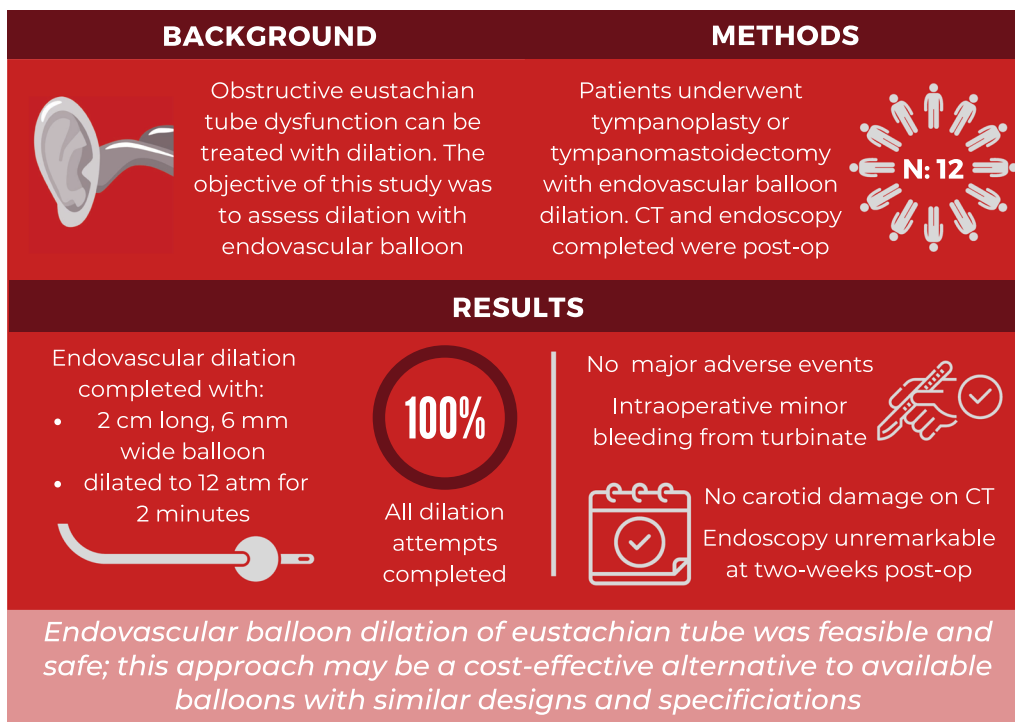 BACKGROUND
Obstructive eustachian
tube dysfunction can be
treated with dilation. The
objective of this study was
to assess dilation with
endovascular balloon
METHODS
Patients underwent
tympanoplasty or
tympanomastoidectomy
with endovascular balloon
dilation. CT and endoscopy
completed were post-op
N: 12
RESULTS
Endovascular dilation
completed with:
• 2 cm long, 6 mm
wide balloon
• dilated to 12 atm for
2 minutes
100%
All dilation
attempts
completed
No major adverse events
Intraoperative minor
bleeding from turbinate
No carotid damage on CT
Endoscopy unremarkable
at two-weeks post-op
Endovascular balloon dilation of eustachian tube was feasible and
safe; this approach may be a cost-effective alternative to available
balloons with similar designs and specificiations